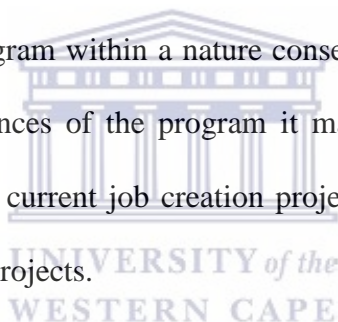 gram within a nature conse
nces of the program it ma
current job creation proje
rojects.
UNIVERSITY of the
WESTERN CAPE